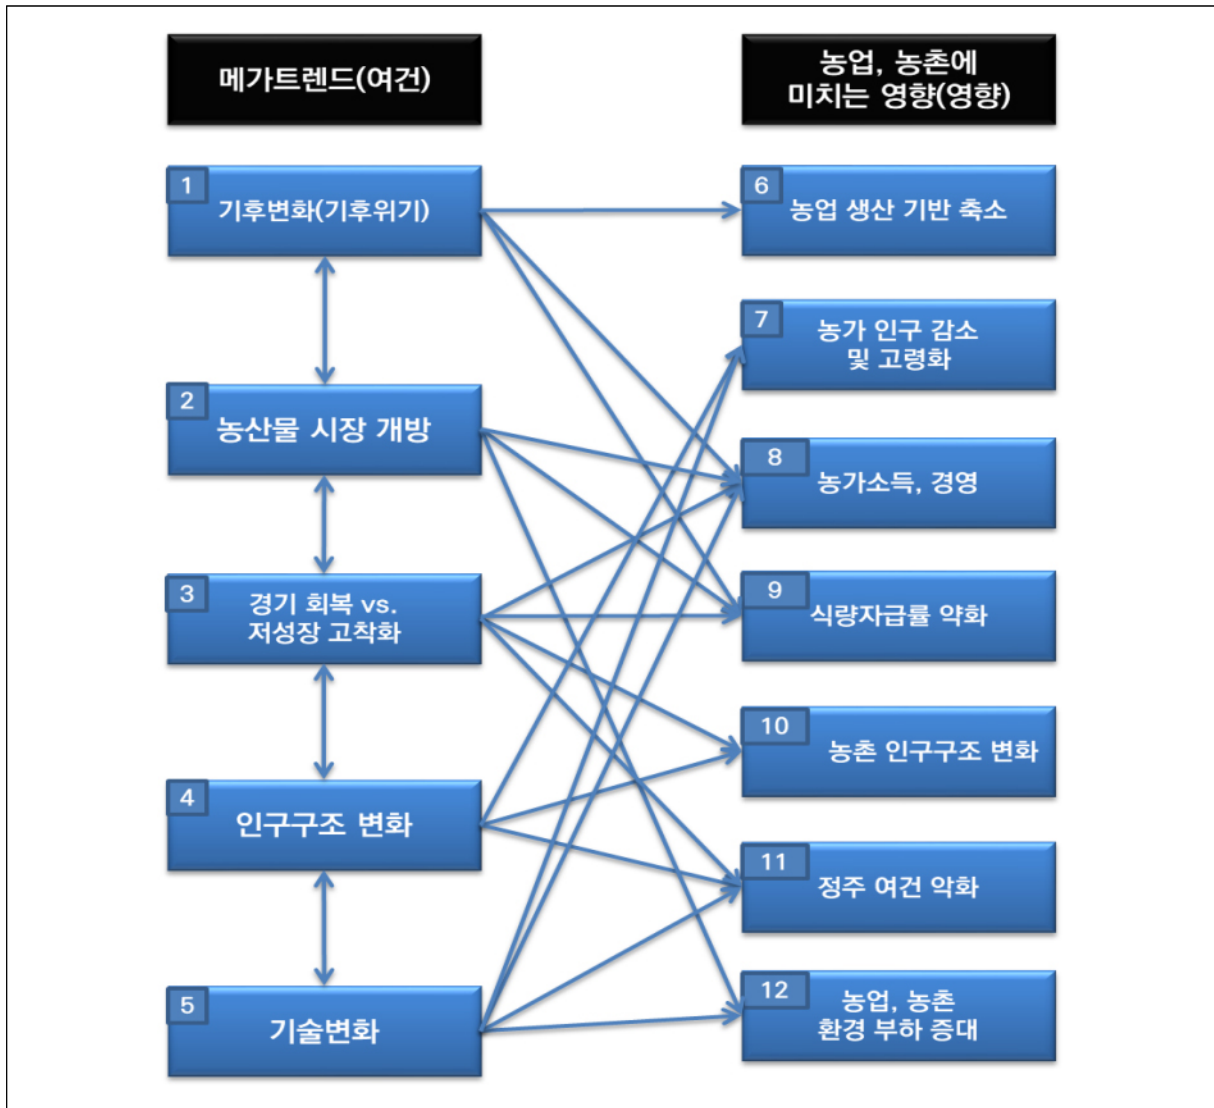 메가트렌드(여건)
농업, 농촌에
미치는 영향(영향)
1
기후변화(기후위기)
6
농업 생산 기반 축소
7
농가 인구 감소
및 고령화
2
농산물 시장 개방
8
농가소득, 경영
3
경기 회복 vs.
저성장 고착화
9
식량자급률 약화
10
농촌 인구구조 변화
4
인구구조 변화
11
정주 여건 악화
5
기술변화
12
농업, 농촌
환경 부하 증대